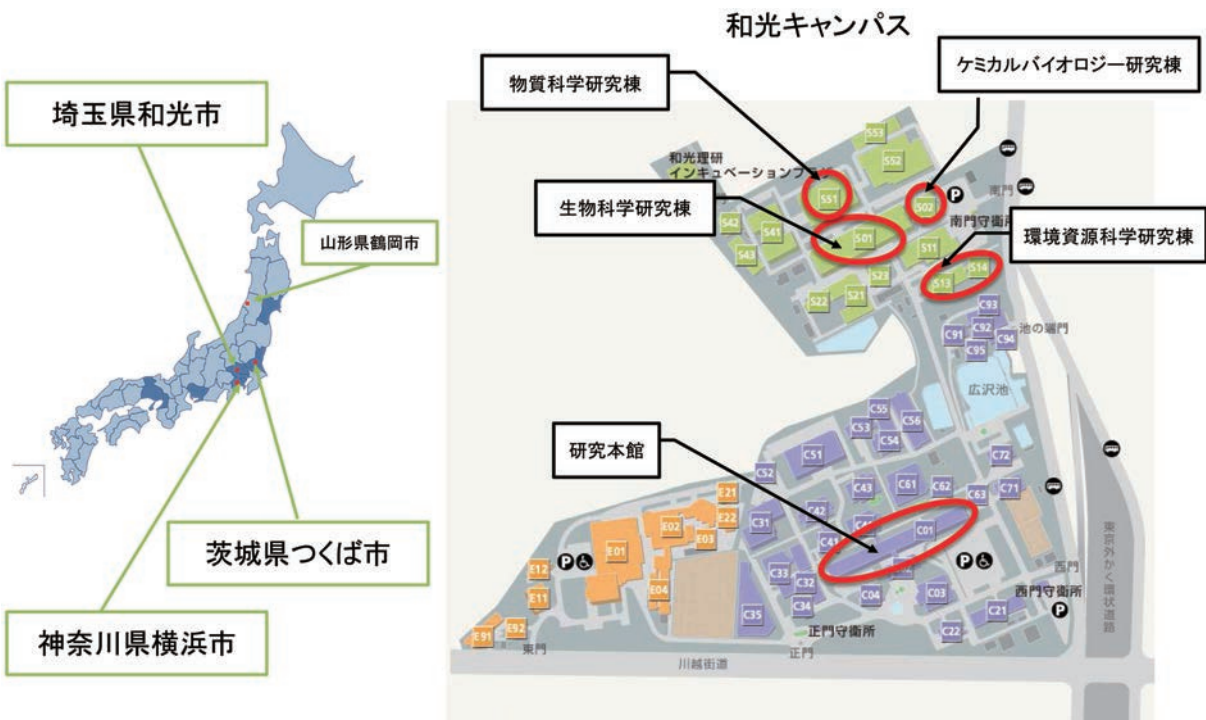 和光キャンパス
物質科学研究棟
ケミカルバイオロジー研究棟
埼玉県和光市
山形県鶴岡市
和光理研
インキュベーションプラザ
生物科学研究棟
環境資源科学研究棟
S53
S52
S51
S02
P
南門
南門守衛所
S42
S41
S43
S01
S11
S23
S14
S13
S22
S21
C93
C92
C91
C94
C95
池の端門
広沢池
研究本館
C55
C56
C53
C54
C51
C52
C72
C43
C61
C62
C63
C71
E21
E22
C31
C42
C41
C01
E02
E03
E01
E04
E12
E11
E91
E92
P
C33
C32
C34
C35
C04
C03
P
C21
C22
西門
西門守衛所
P
正門守衛所
正門
東門
川越街道
東京外かく環状道路
茨城県つくば市
神奈川県横浜市